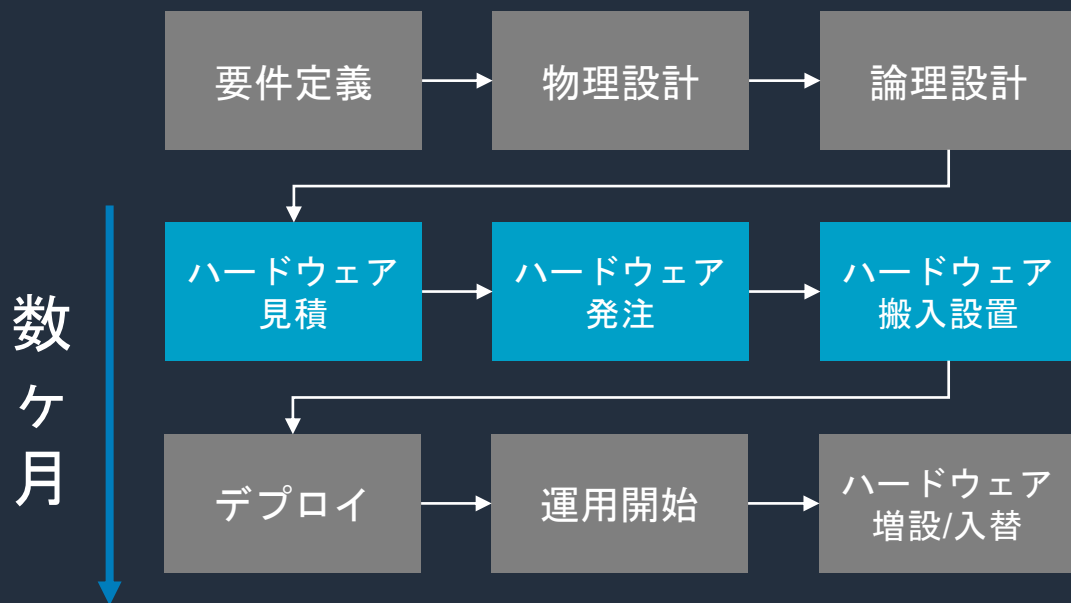 要件定義
物理設計
論理設計
数ヶ月
ハードウェア
見積
ハードウェア
発注
ハードウェア
搬入設置
デプロイ
運用開始
ハードウェア
増設/入替